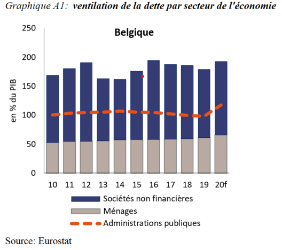 Graphique A1: ventilation de la dette par secteur de l'économie
Belgique
en % du PIB
250
200
150
100
50
0
10 11 12 13 14 15 16 17 18 19 20f
Sociétés non financières
Ménages
Administrations publiques
Source: Eurostat